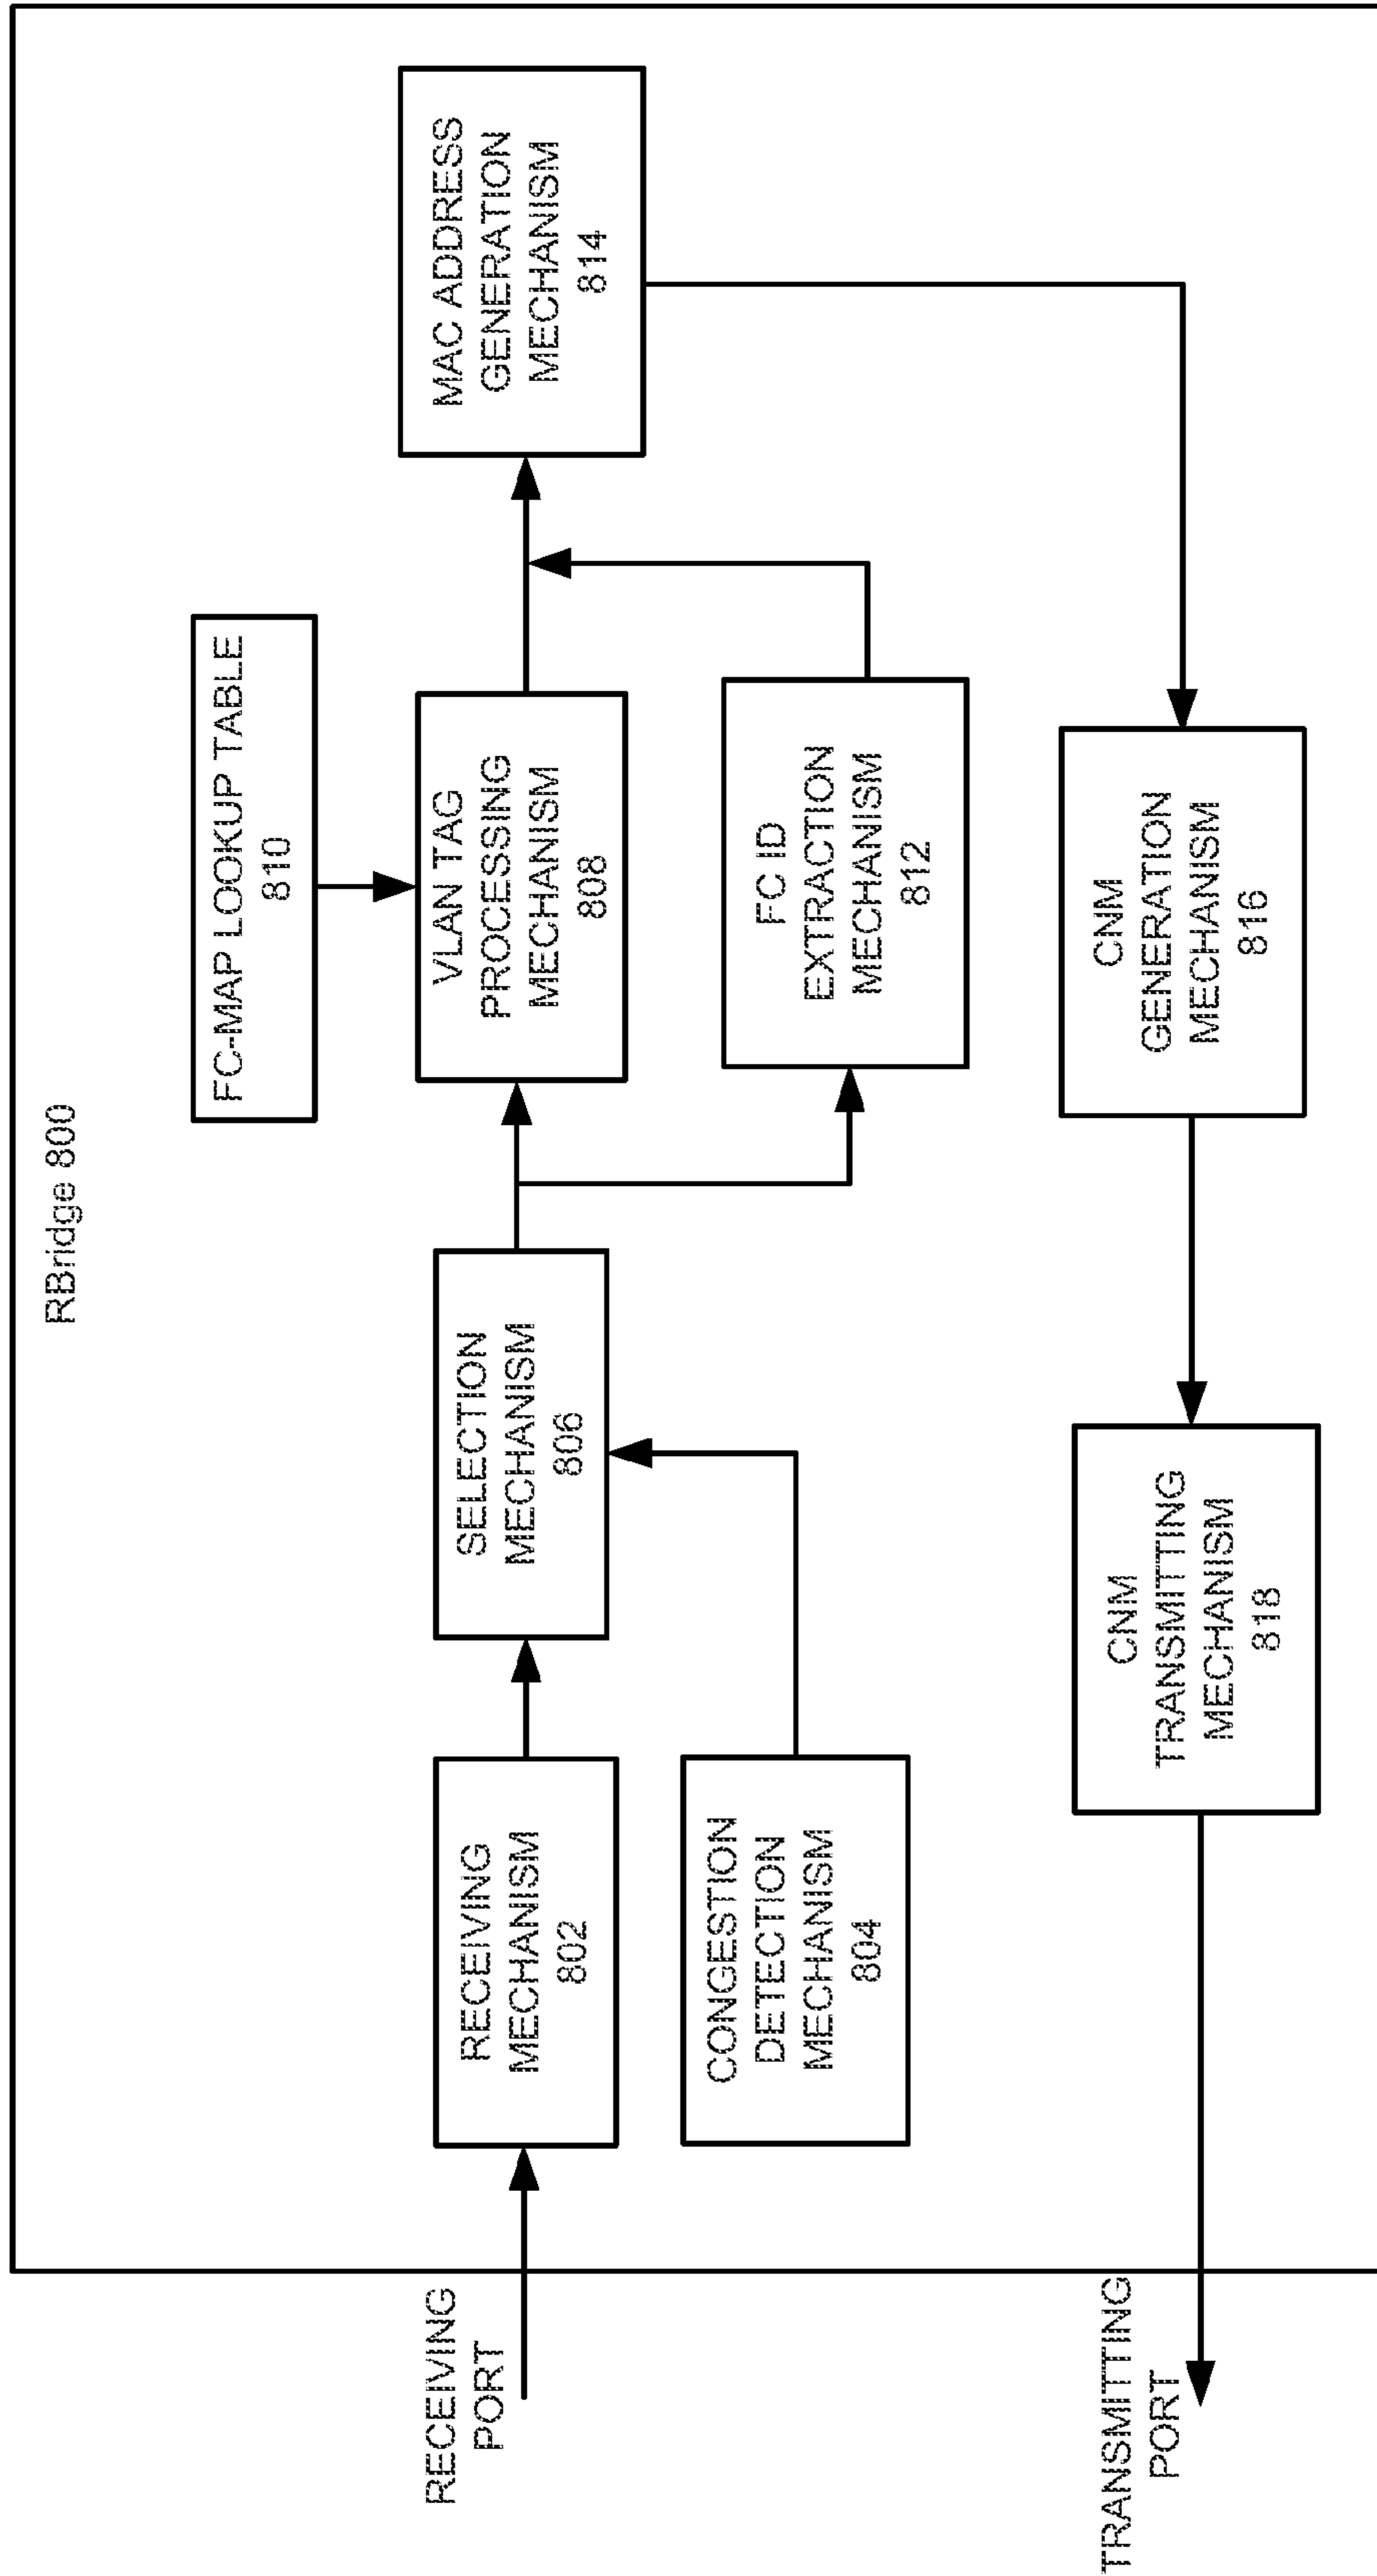 RBridge 800
FC-MAP LOOKUP TABLE
810
RECEIVING
PORT
RECEIVING
MECHANISM
802
SELECTION
MECHANISM
806
VLAN TAG
PROCESSING
MECHANISM
808
MAC ADDRESS
GENERATION
MECHANISM
814
CONGESTION
DETECTION
MECHANISM
804
FC ID
EXTRACTION
MECHANISM
812
TRANSMITTING
PORT
CNM
TRANSMITTING
MECHANISM
818
CNM
GENERATION
MECHANISM
816